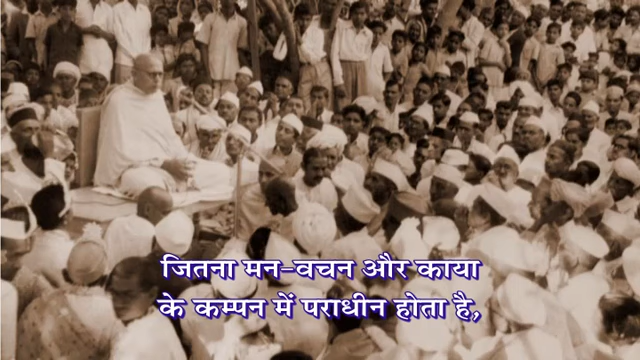 जितना मन-वचन और काया
के कम्पन में पराधीन होता है,